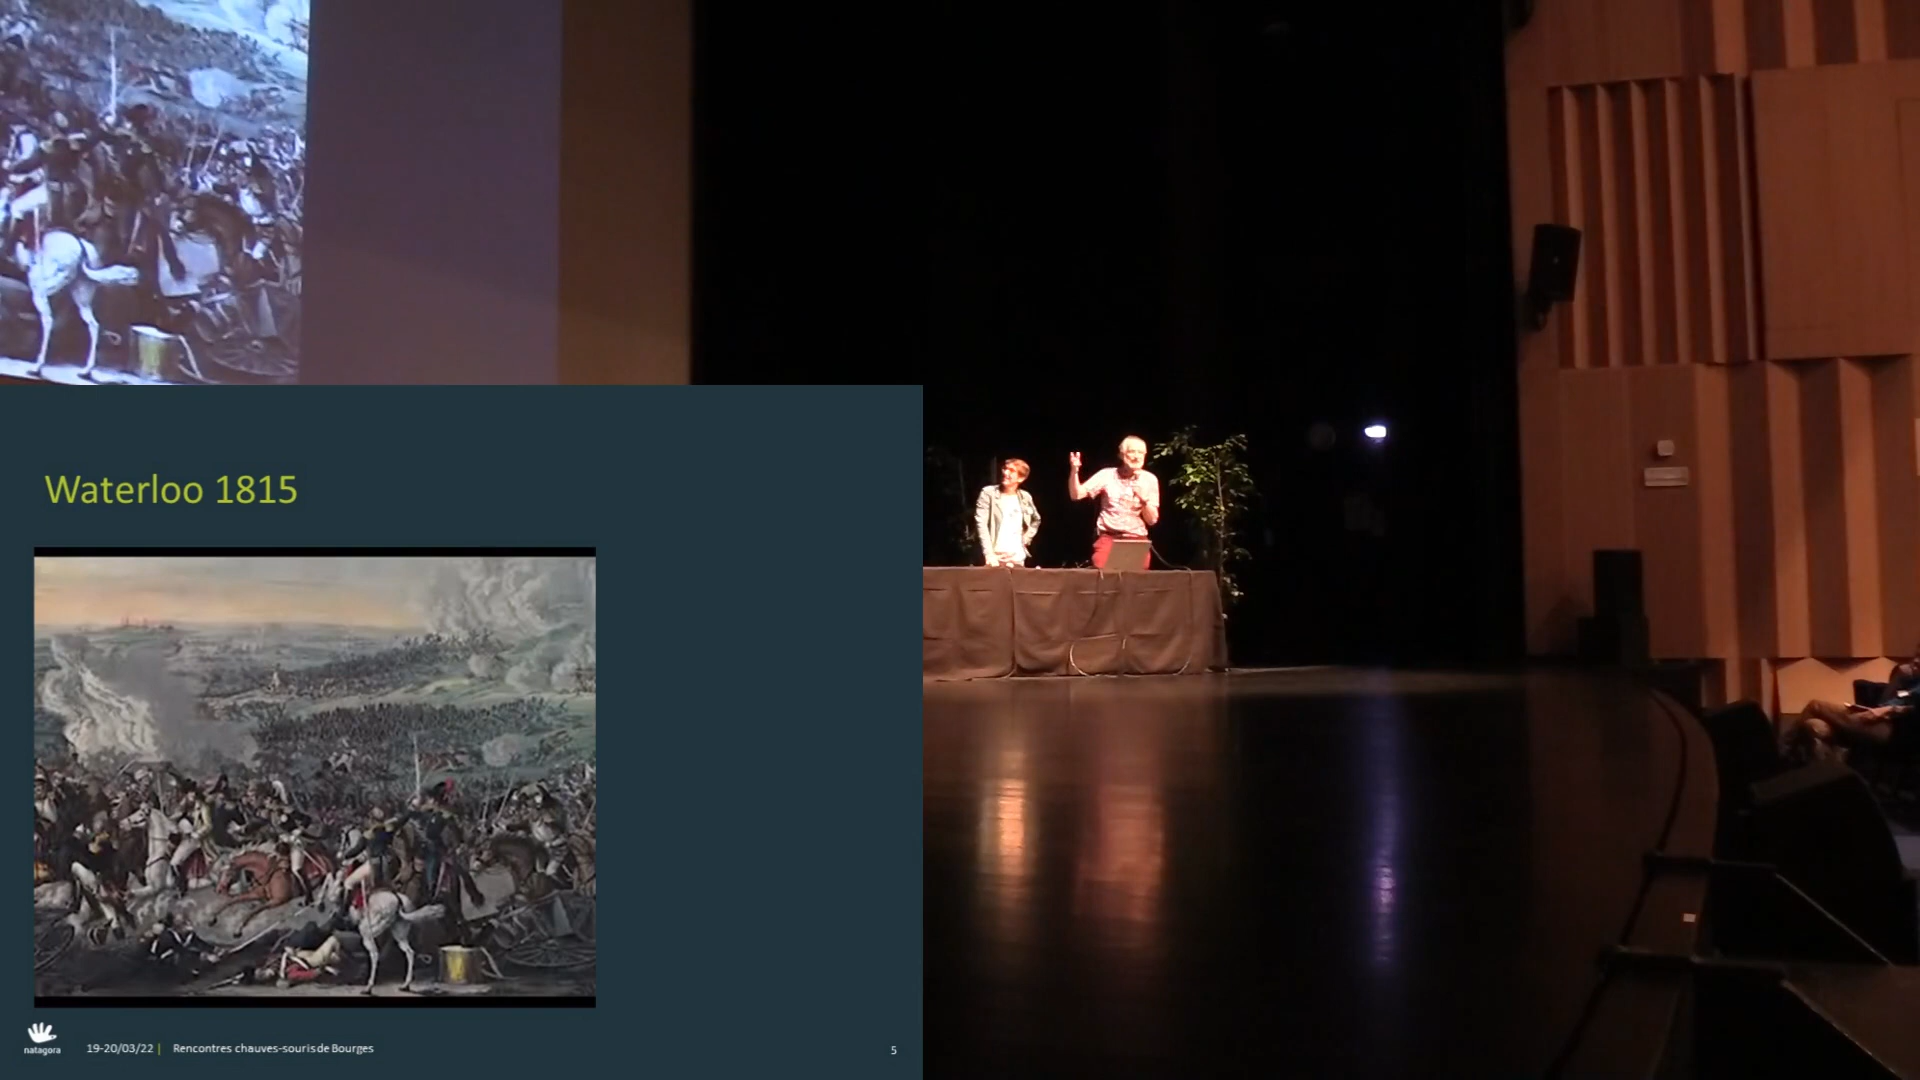 Waterloo 1815
natagora
19-20/03/22 | Rencontres chauves-souris de Bourges
5